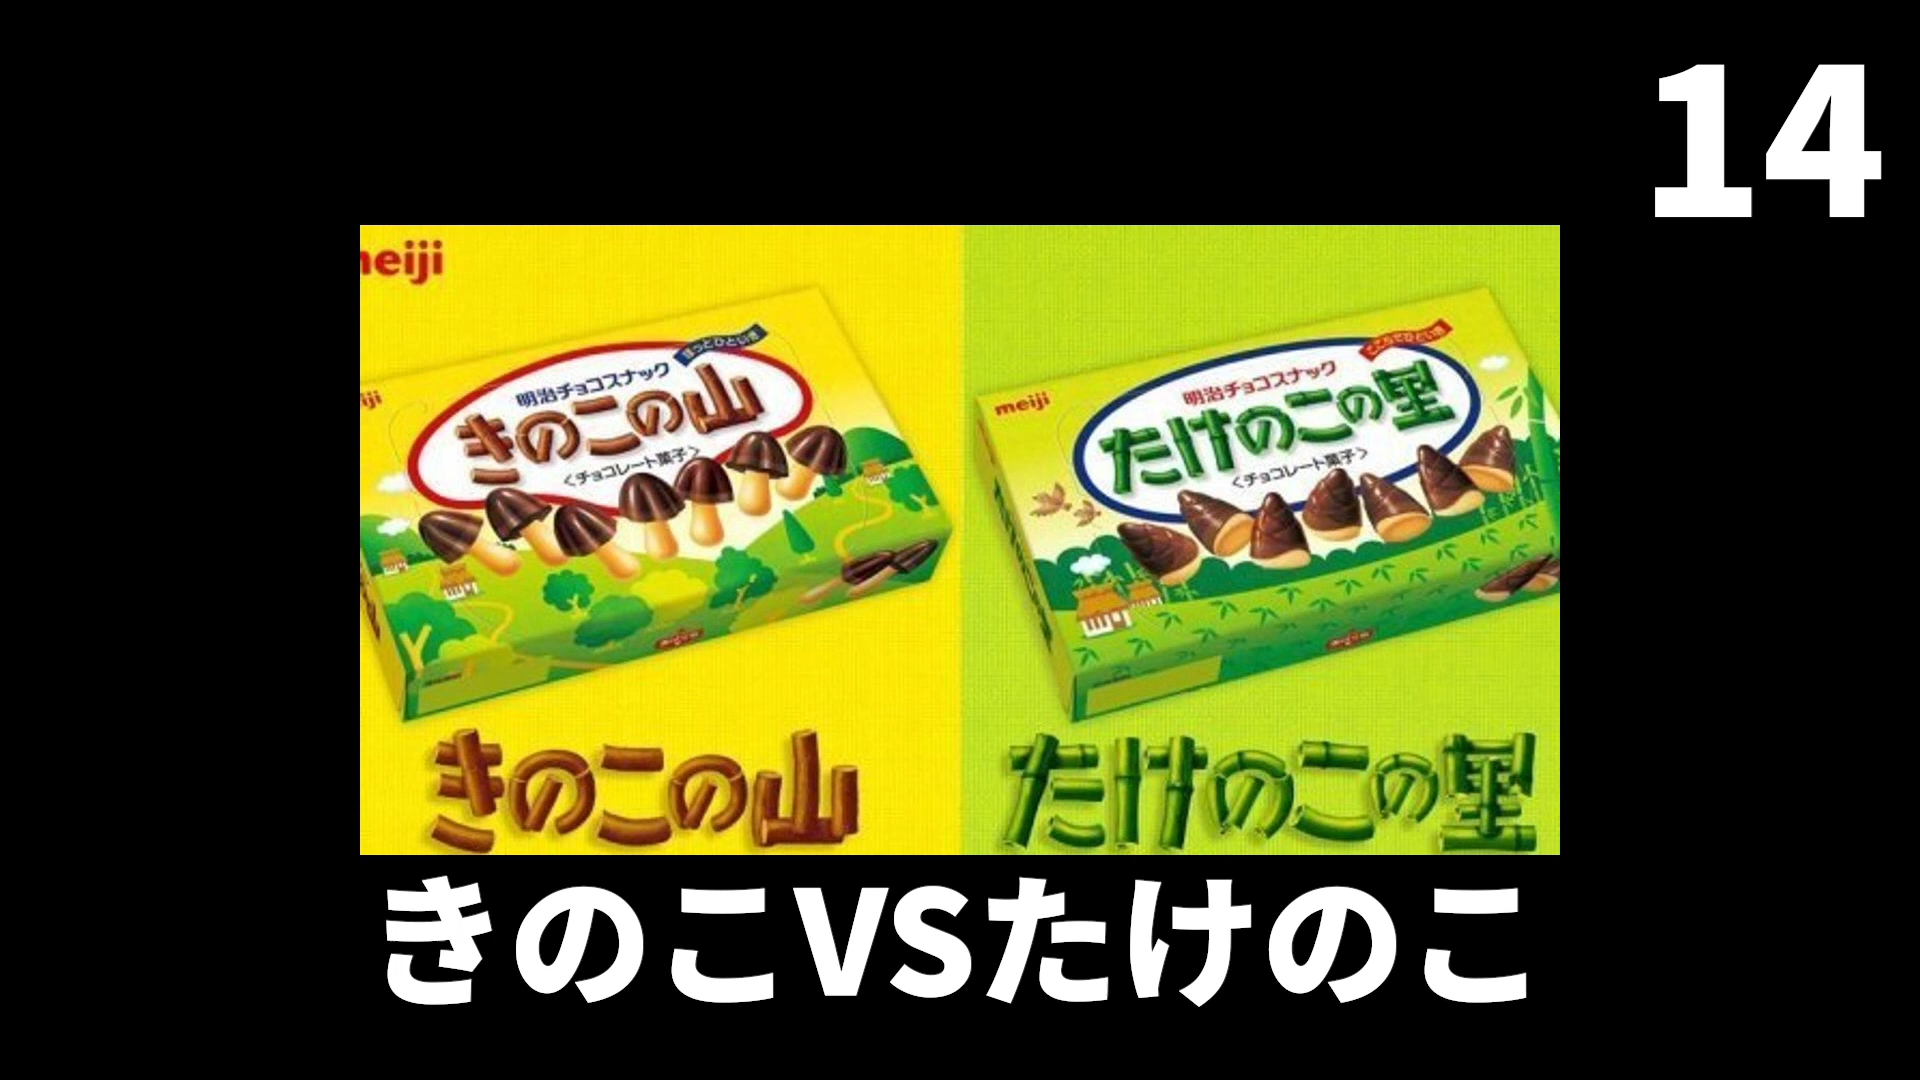 14
meiji
明治チョコスナック
きのこの山
<チョコレート菓子>
meiji
明治チョコスナック
たけのこの里
<チョコレート菓子>
きのこの山
たけのこの里
きのこVSたけのこ